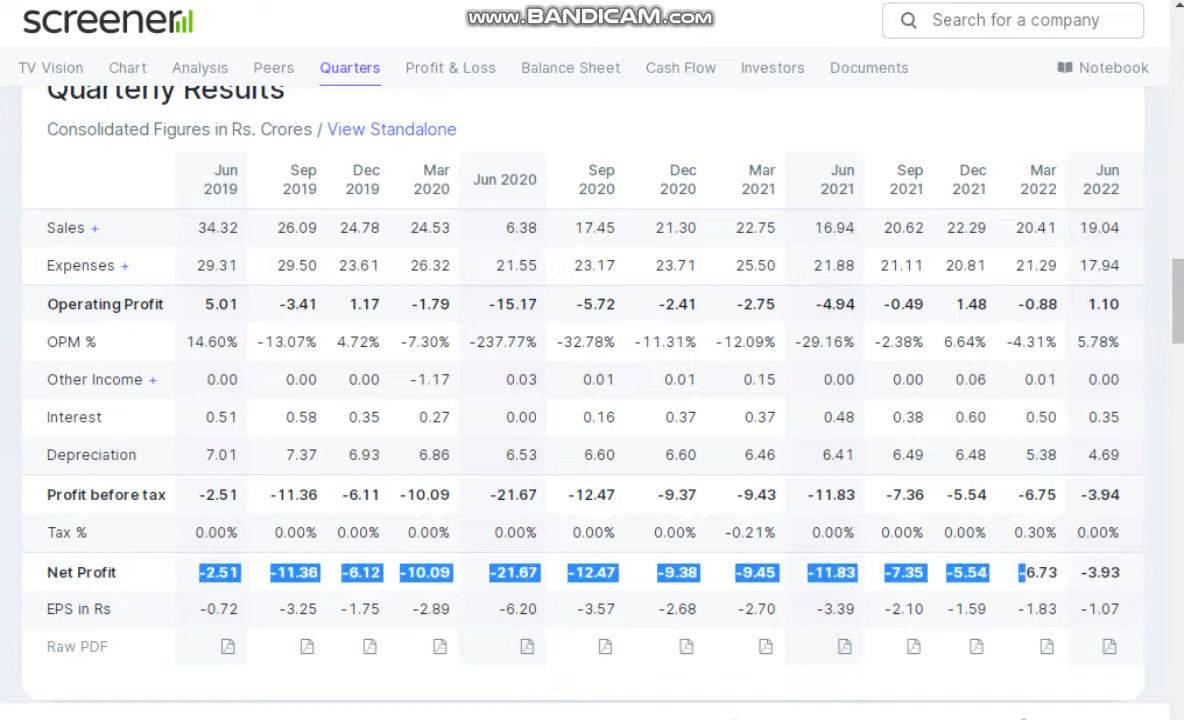 screener
www.BANDICAM.com
Search for a company
TV Vision Chart Analysis Peers Quarters Profit & Loss Balance Sheet Cash Flow Investors Documents Notebook
Quarterly Results
Consolidated Figures in Rs. Crores / View Standalone
Jun 2019 Sep 2019 Dec 2019 Mar 2020 Jun 2020 Sep 2020 Dec 2020 Mar 2021 Jun 2021 Sep 2021 Dec 2021 Mar 2022 Jun 2022
Sales + 34.32 26.09 24.78 24.53 6.38 17.45 21.30 22.75 16.94 20.62 22.29 20.41 19.04
Expenses + 29.31 29.50 23.61 26.32 21.55 23.17 23.71 25.50 21.88 21.11 20.81 21.29 17.94
Operating Profit 5.01 -3.41 1.17 -1.79 -15.17 -5.72 -2.41 -2.75 -4.94 -0.49 1.48 -0.88 1.10
OPM % 14.60% -13.07% 4.72% -7.30% -237.77% -32.78% -11.31% -12.09% -29.16% -2.38% 6.64% -4.31% 5.78%
Other Income + 0.00 0.00 0.00 -1.17 0.03 0.01 0.01 0.15 0.00 0.00 0.06 0.01 0.00
Interest 0.51 0.58 0.35 0.27 0.00 0.16 0.37 0.37 0.48 0.38 0.60 0.50 0.35
Depreciation 7.01 7.37 6.93 6.86 6.53 6.60 6.60 6.46 6.41 6.49 6.48 5.38 4.69
Profit before tax -2.51 -11.36 -6.11 -10.09 -21.67 -12.47 -9.37 -9.43 -11.83 -7.36 -5.54 -6.75 -3.94
Tax % 0.00% 0.00% 0.00% 0.00% 0.00% 0.00% 0.00% -0.21% 0.00% 0.00% 0.00% 0.30% 0.00%
Net Profit -2.51 -11.36 -6.12 -10.09 -21.67 -12.47 -9.38 -9.45 -11.83 -7.35 -5.54 -6.73 -3.93
EPS in Rs -0.72 -3.25 -1.75 -2.89 -6.20 -3.57 -2.68 -2.70 -3.39 -2.10 -1.59 -1.83 -1.07
Raw PDF